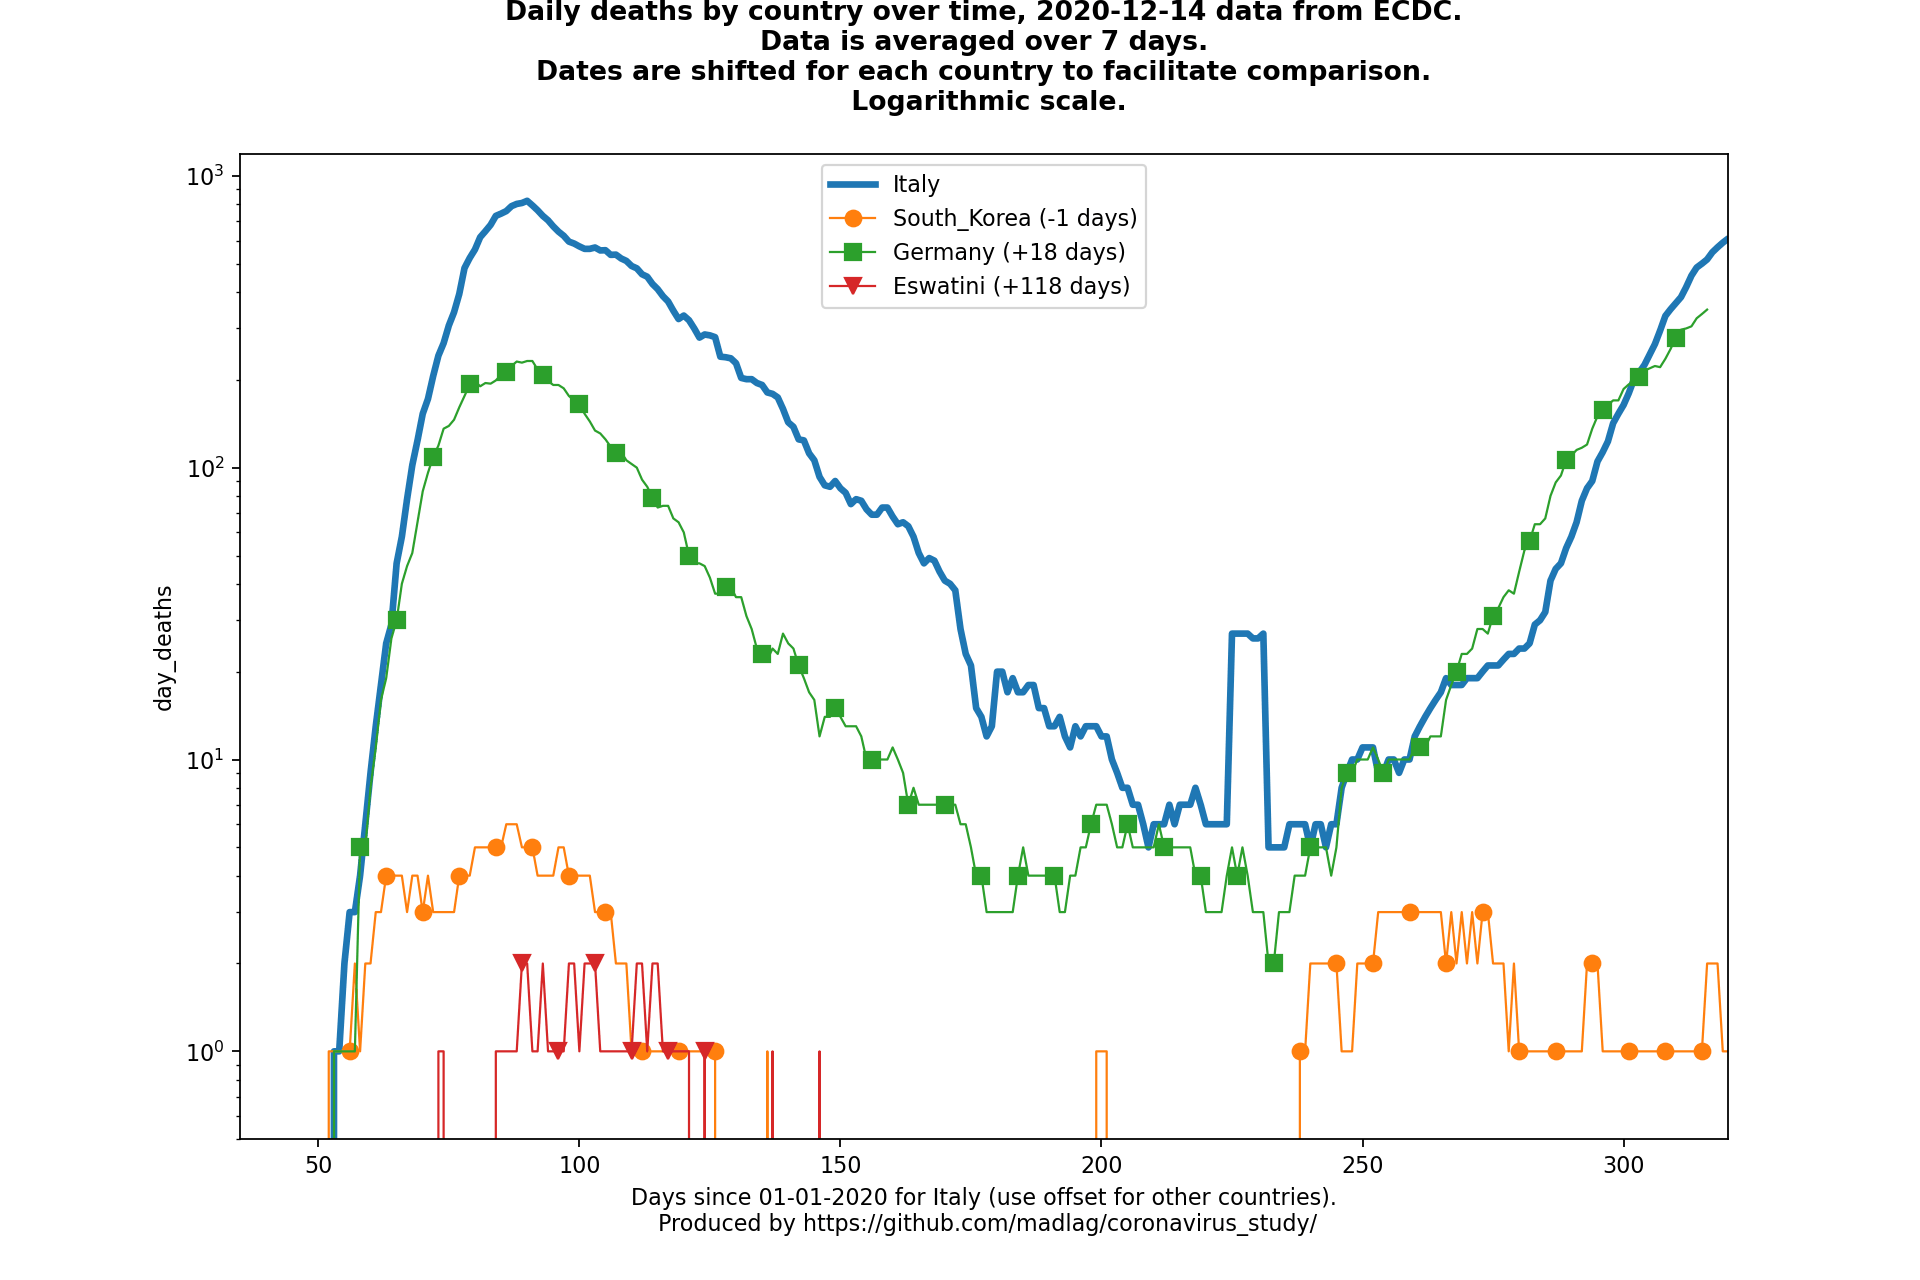 Daily deaths by country over time, 2020-12-14 data from ECDC.
Data is averaged over 7 days.
Dates are shifted for each country to facilitate comparison.
Logarithmic scale.
Italy
South_Korea (-1 days)
Germany (+18 days)
Eswatini (+118 days)
day_deaths
10³
10²
10¹
10⁰
50 100 150 200 250 300
Days since 01-01-2020 for Italy (use offset for other countries).
Produced by https://github.com/madlag/coronavirus_study/